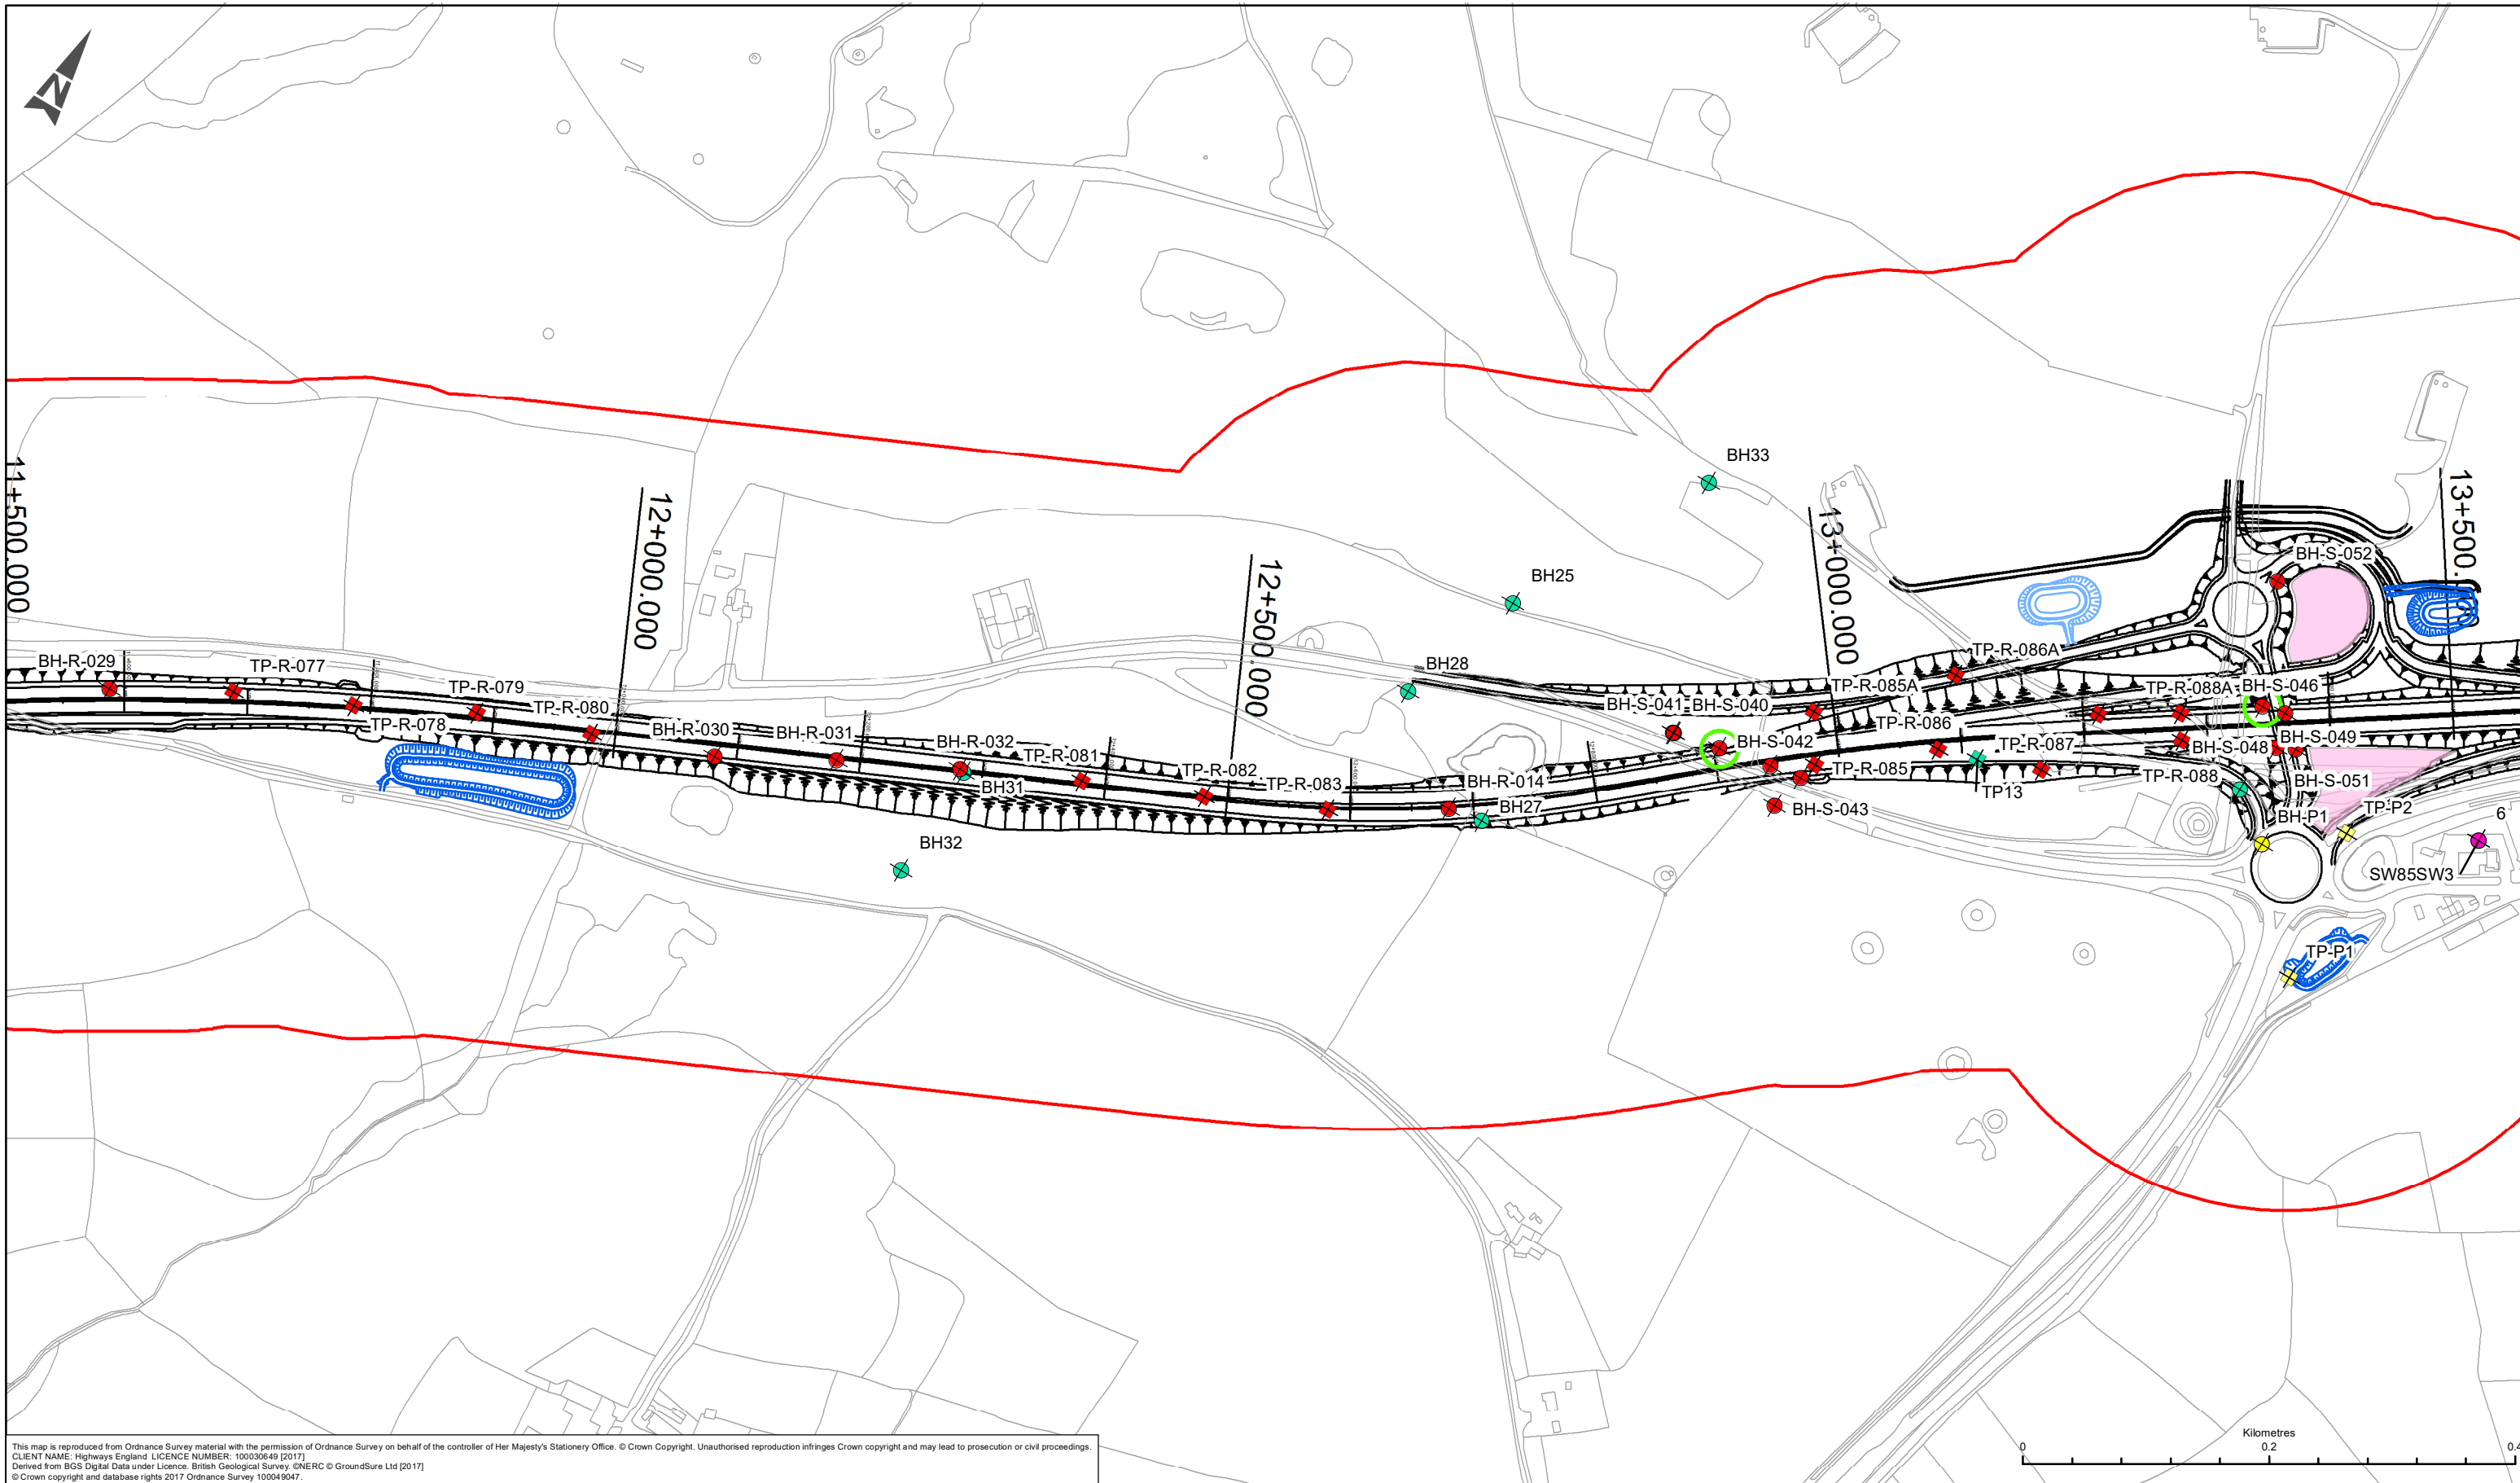 N
BH33
11+500.000
12+000.000
12+500.000
13+000.000
13+500.
BH25
BH-S-052
BH-R-029
TP-R-077
TP-R-078
TP-R-079
TP-R-080
BH-R-030
BH-R-031
BH-R-032
BH31
TP-R-081
TP-R-082
TP-R-083
BH28
BH-R-014
BH27
BH32
BH-S-041
BH-S-040
BH-S-042
BH-S-043
TP-R-085A
TP-R-086A
TP-R-086
TP-R-085
TP-R-087
TP13
TP-R-088A
BH-S-046
BH-S-048
BH-S-049
TP-R-088
BH-S-051
BH-P1
TP-P2
6
SW85SW3
TP-P1
Kilometres
0 0.2 0.4
This map is reproduced from Ordnance Survey material with the permission of Ordnance Survey on behalf of the controller of Her Majesty's Stationery Office. © Crown Copyright. Unauthorised reproduction infringes Crown copyright and may lead to prosecution or civil proceedings.
CLIENT NAME: Highways England LICENCE NUMBER: 100030649 [2017]
Derived from BGS Digital Data under Licence. British Geological Survey. ©NERC © GroundSure Ltd [2017]
© Crown copyright and database rights 2017 Ordnance Survey 100049047.